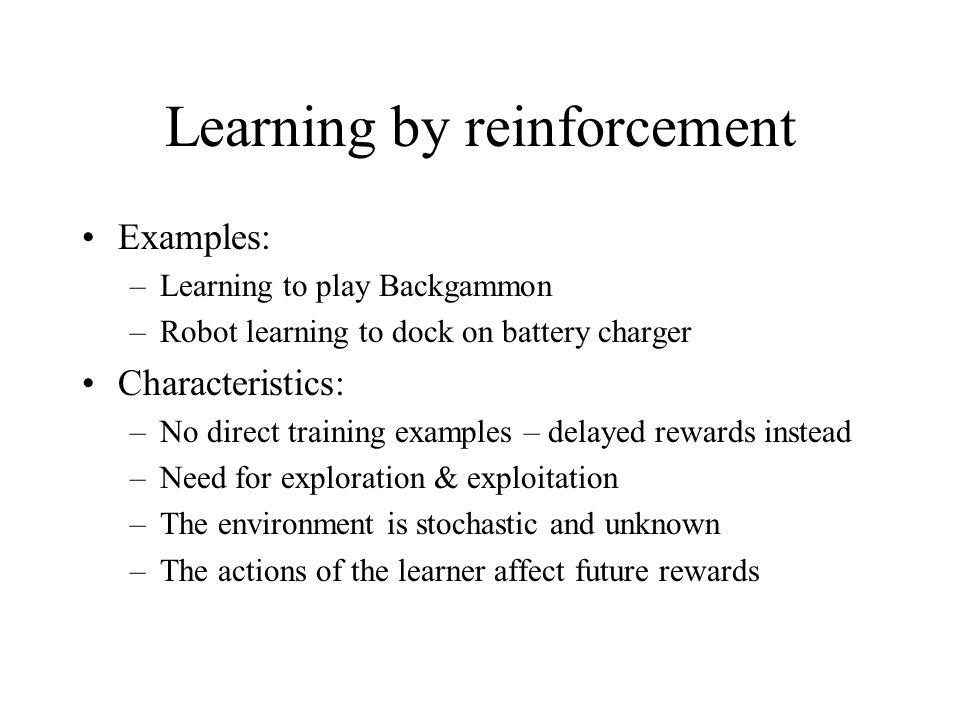 Learning by reinforcement
• Examples:
– Learning to play Backgammon
– Robot learning to dock on battery charger
• Characteristics:
– No direct training examples – delayed rewards instead
– Need for exploration & exploitation
– The environment is stochastic and unknown
– The actions of the learner affect future rewards